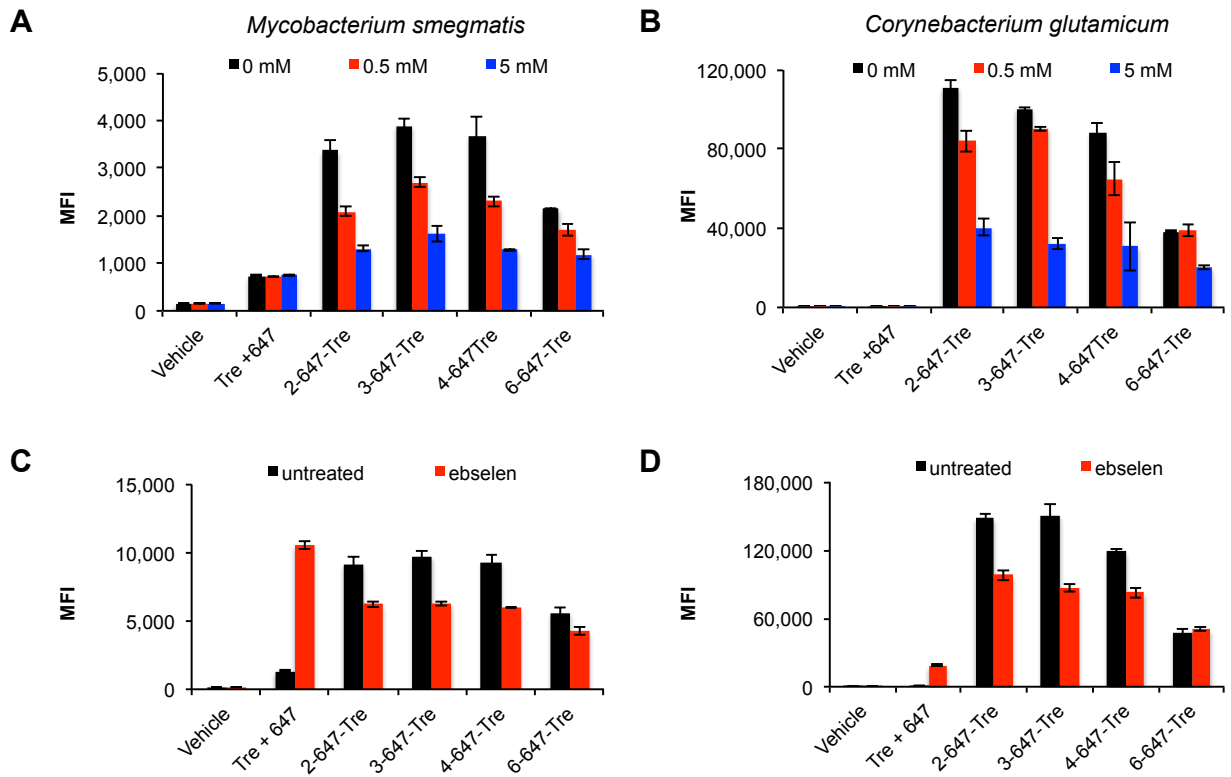 A
Mycobacterium smegmatis
0 mM 0.5 mM 5 mM
5,000
4,000
3,000
2,000
1,000
0
MFI
Vehicle
Tre +647
2-647-Tre
3-647-Tre
4-647Tre
6-647-Tre
B
Corynebacterium glutamicum
0 mM 0.5 mM 5 mM
120,000
80,000
40,000
0
MFI
Vehicle
Tre +647
2-647-Tre
3-647-Tre
4-647Tre
6-647-Tre
C
untreated ebselen
15,000
10,000
5,000
0
MFI
Vehicle
Tre + 647
2-647-Tre
3-647-Tre
4-647-Tre
6-647-Tre
D
untreated ebselen
180,000
120,000
60,000
0
MFI
Vehicle
Tre + 647
2-647-Tre
3-647-Tre
4-647-Tre
6-647-Tre